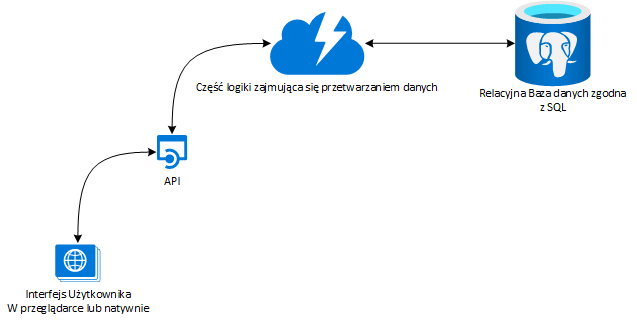 Część logiki zajmująca się przetwarzaniem danych
Relacyjna Baza danych zgodna
z SQL
API
Interfejs Użytkownika
W przeglądarce lub natywnie